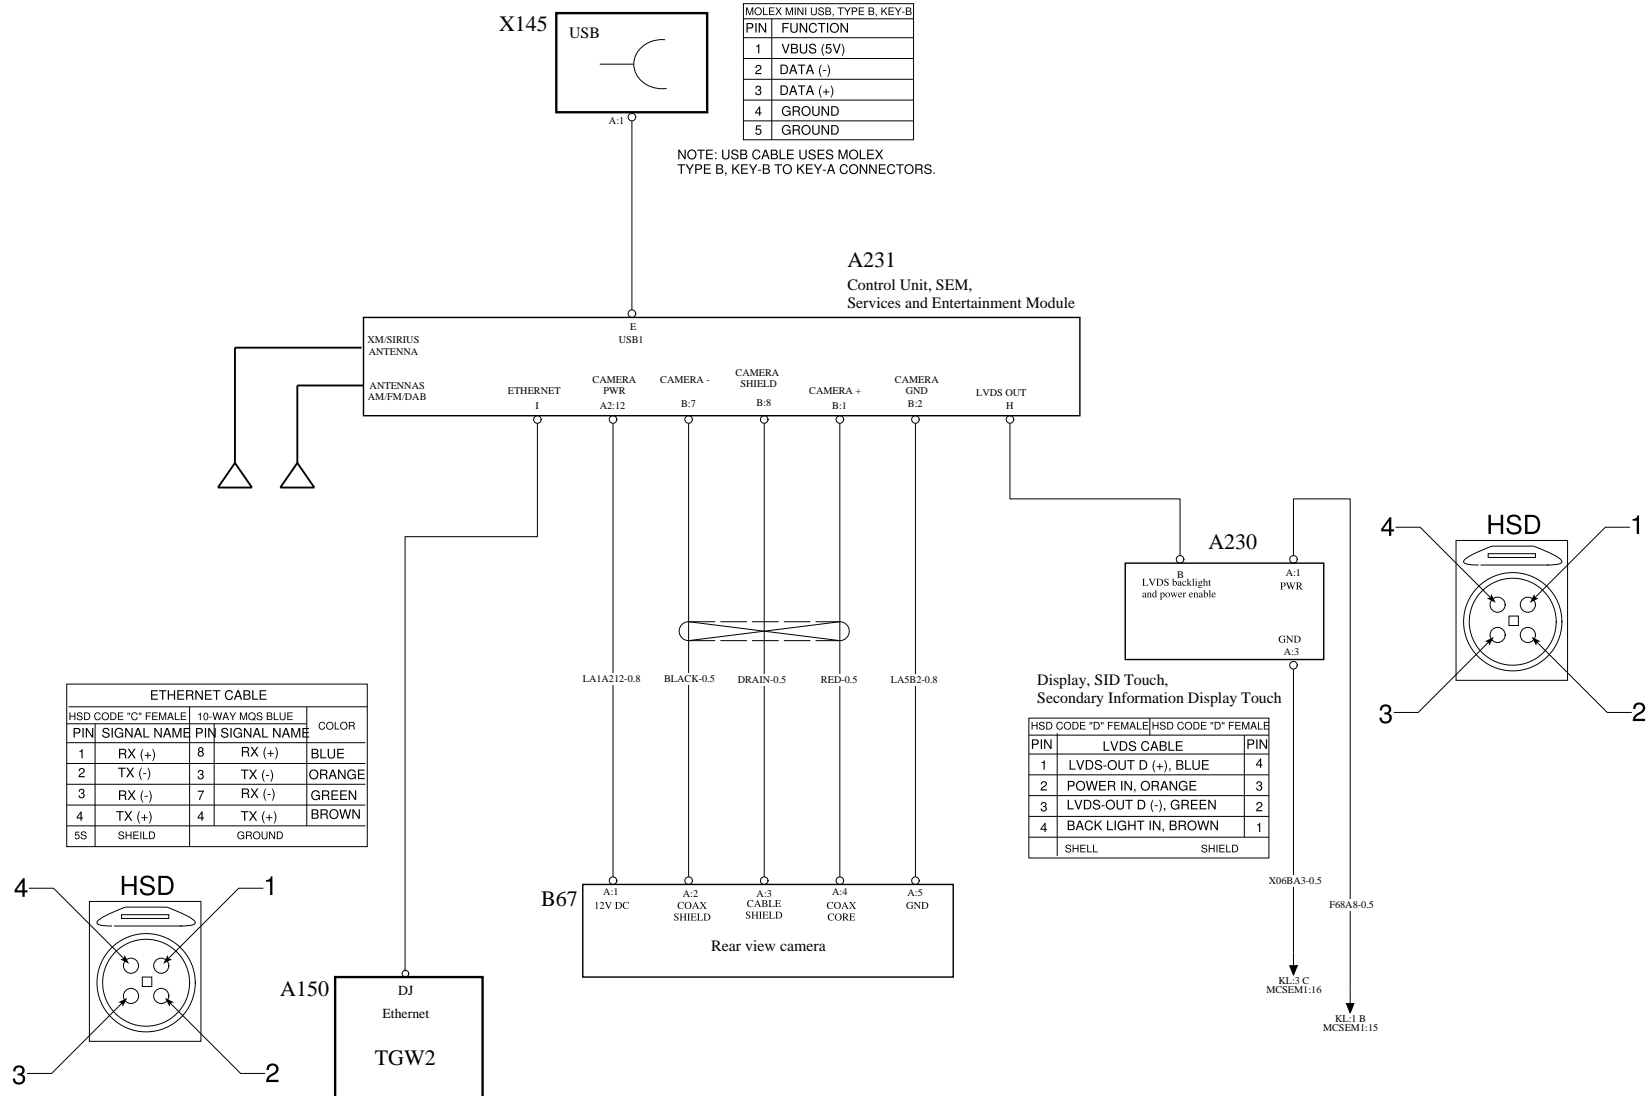 X145
USB
A:1
MOLEX MINI USB, TYPE B, KEY-B
PIN FUNCTION
1 VBUS (5V)
2 DATA (-)
3 DATA (+)
4 GROUND
5 GROUND
NOTE: USB CABLE USES MOLEX
TYPE B, KEY-B TO KEY-A CONNECTORS.
A231
Control Unit, SEM,
Services and Entertainment Module
E
USB1
XM/SIRIUS
ANTENNA
ANTENNAS
AM/FM/DAB
ETHERNET
I
CAMERA
PWR
A2:12
CAMERA -
B:7
CAMERA
SHIELD
B:8
CAMERA +
B:1
CAMERA
GND
B:2
LVDS OUT
H
A230
B
LVDS backlight
and power enable
A:1
PWR
GND
A:3
Display, SID Touch,
Secondary Information Display Touch
HSD
4
1
3
2
LA1A212-0.8
BLACK-0.5
DRAIN-0.5
RED-0.5
LA5B2-0.8
ETHERNET CABLE
HSD CODE "C" FEMALE 10-WAY MQS BLUE COLOR
PIN SIGNAL NAME PIN SIGNAL NAME
1 RX (+) 8 RX (+) BLUE
2 TX (-) 3 TX (-) ORANGE
3 RX (-) 7 RX (-) GREEN
4 TX (+) 4 TX (+) BROWN
5S SHEILD GROUND
HSD CODE "D" FEMALE HSD CODE "D" FEMALE
PIN LVDS CABLE PIN
1 LVDS-OUT D (+), BLUE 4
2 POWER IN, ORANGE 3
3 LVDS-OUT D (-), GREEN 2
4 BACK LIGHT IN, BROWN 1
SHELL SHIELD
X06BA3-0.5
F68A8-0.5
KL:3 C
MCSEM1:16
KL:1 B
MCSEM1:15
HSD
4
1
3
2
B67
A:1
12V DC
A:2
COAX
SHIELD
A:3
CABLE
SHIELD
A:4
COAX
CORE
A:5
GND
Rear view camera
A150
DJ
Ethernet
TGW2